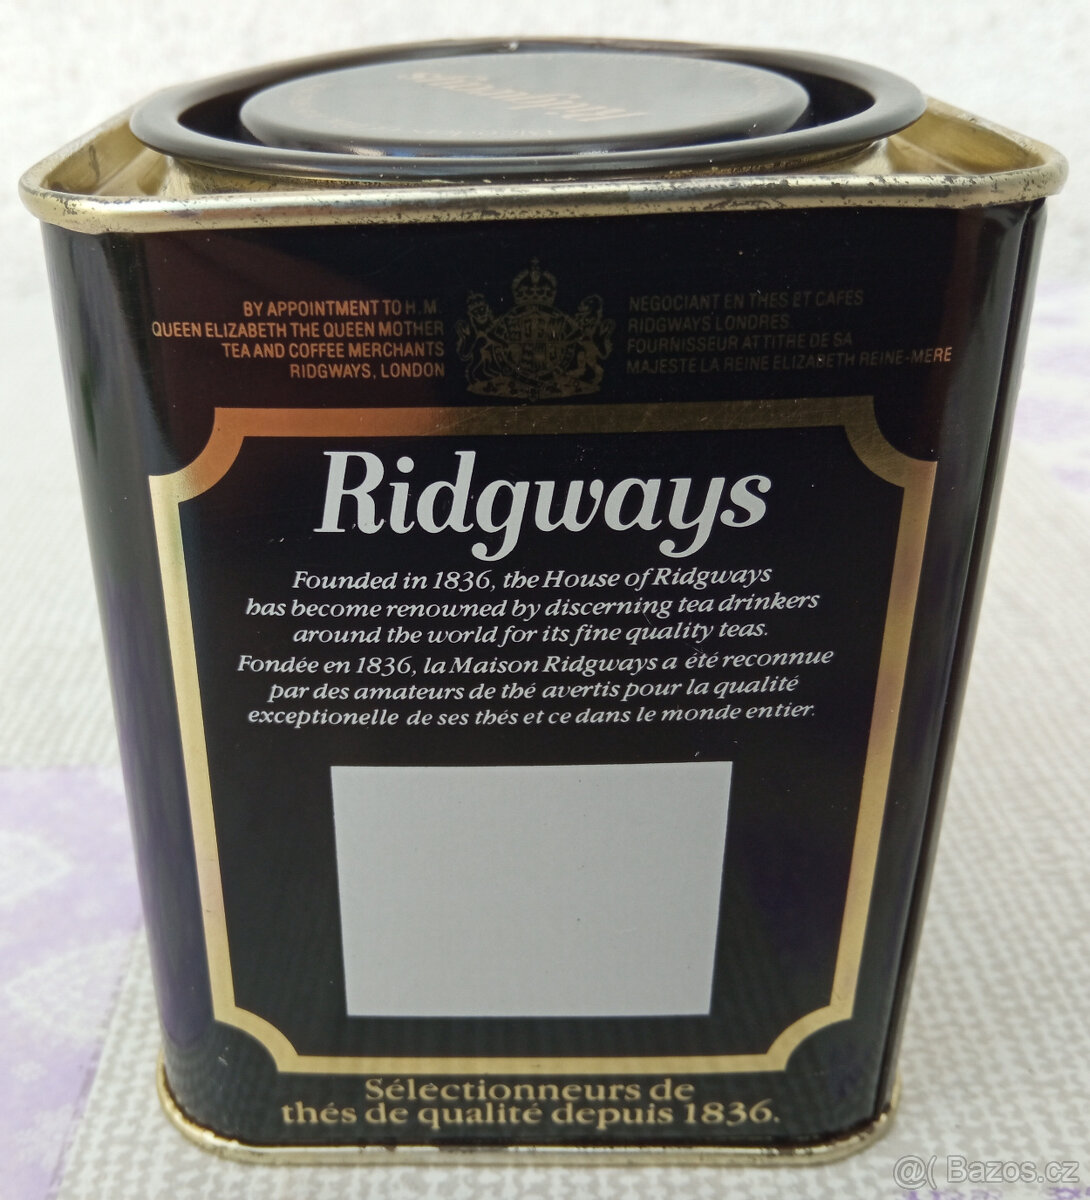 Ridgways
BY APPOINTMENT TO H.M.
QUEEN ELIZABETH THE QUEEN MOTHER
TEA AND COFFEE MERCHANTS
RIDGWAYS, LONDON
NEGOCIANT EN THES ET CAFES
RIDGWAYS LONDRES
FOURNISSEUR ATTITRE DE SA
MAJESTE LA REINE ELIZABETH REINE-MERE
Ridgways
Founded in 1836, the House of Ridgways
has become renowned by discerning tea drinkers
around the world for its fine quality teas.
Fondée en 1836, la Maison Ridgways a été reconnue
par des amateurs de thé avertis pour la qualité
exceptionelle de ses thés et ce dans le monde entier.
Sélectionneurs de
thés de qualité depuis 1836.
@( Bazos.cz